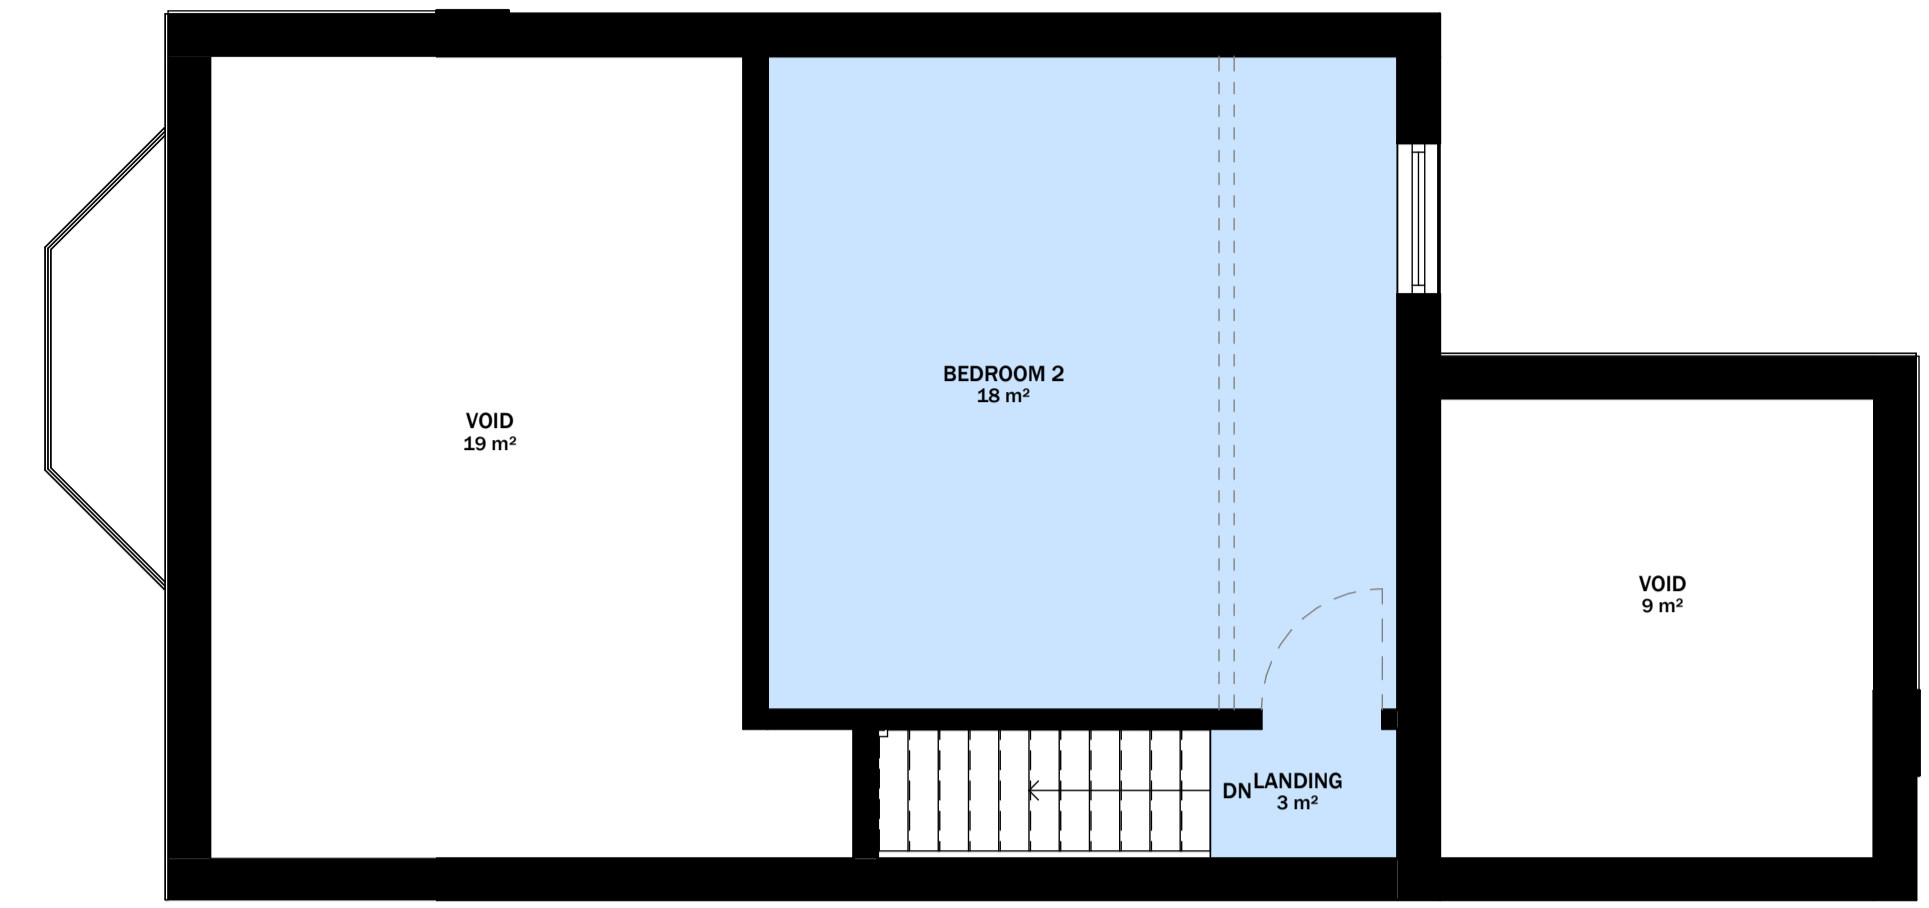 BEDROOM 2
18 m²
VOID
19 m²
VOID
9 m²
DN
LANDING
3 m²